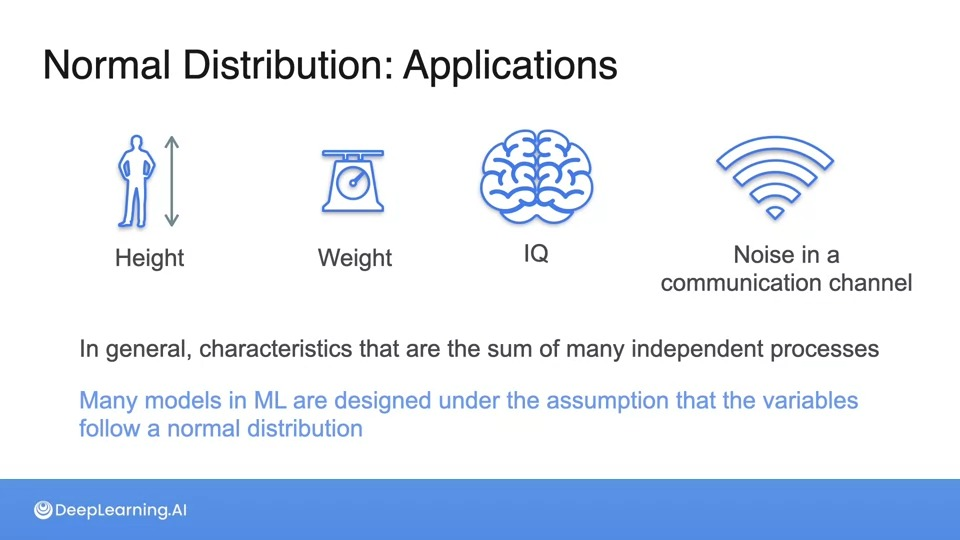 Normal Distribution: Applications
Height
Weight
IQ
Noise in a
communication channel
In general, characteristics that are the sum of many independent processes
Many models in ML are designed under the assumption that the variables
follow a normal distribution
DeepLearning.AI